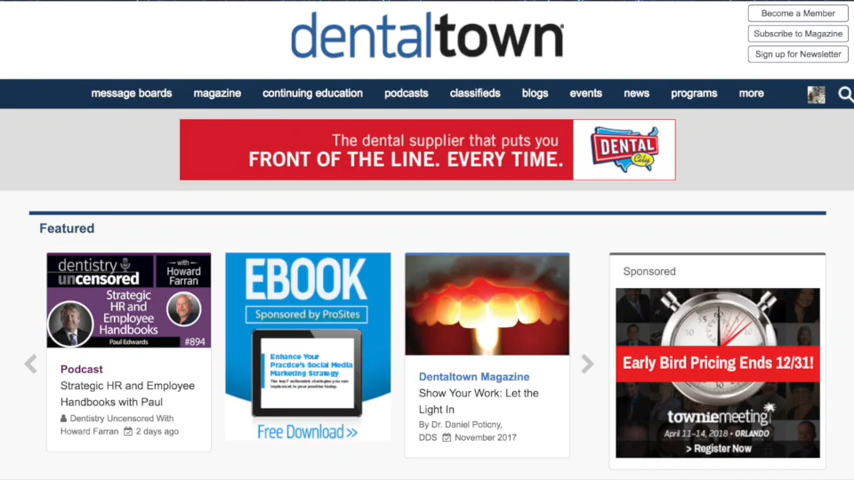 dentaltown
Become a Member
Subscribe to Magazine
Sign up for Newsletter
message boards magazine continuing education podcasts classifieds blogs events news programs more
The dental supplier that puts you
FRONT OF THE LINE. EVERY TIME.
DENTAL
City
Featured
dentistry
uncensored
with
Howard
Farran
Strategic
HR and
Employee
Handbooks
Paul Edwards
#894
Podcast
Strategic HR and Employee
Handbooks with Paul
Dentistry Uncensored With
Howard Farran 2 days ago
EBOOK
Sponsored by ProSites
Enhance Your
Practice's Social Media
Marketing Strategy
Free Download >>
Dentaltown Magazine
Show Your Work: Let the
Light In
By Dr. Daniel Poticny,
DDS November 2017
Sponsored
60
Early Bird Pricing Ends 12/31!
towniemeeting
April 11-14, 2018 • ORLANDO
> Register Now